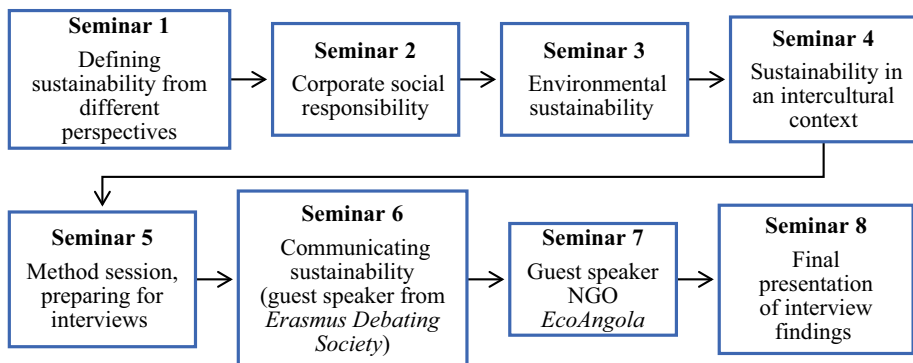 Seminar 1
Defining
sustainability from
different
perspectives
Seminar 2
Corporate social
responsibility
Seminar 3
Environmental
sustainability
Seminar 4
Sustainability in
an intercultural
context
Seminar 5
Method session,
preparing for
interviews
Seminar 6
Communicating
sustainability
(guest speaker from
Erasmus Debating
Society)
Seminar 7
Guest speaker
NGO
EcoAngola
Seminar 8
Final
presentation
of interview
findings